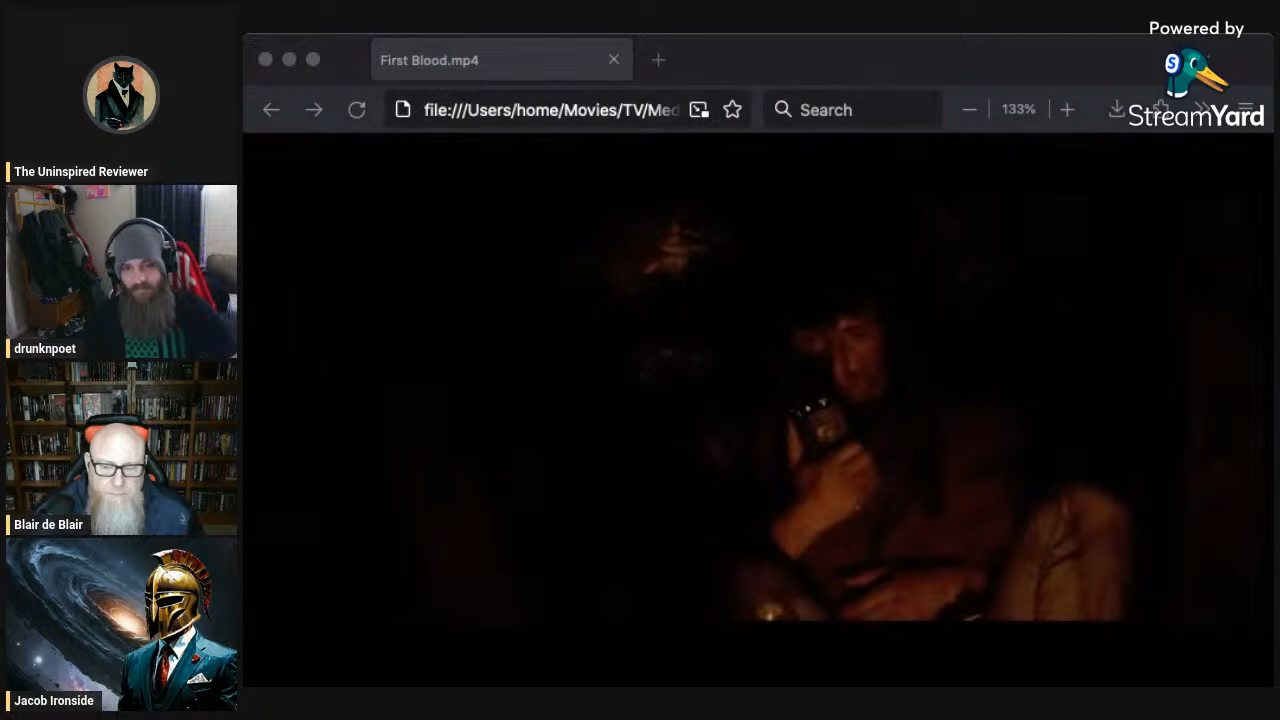 Powered by
StreamYard
First Blood.mp4
file:///Users/home/Movies/TV/Med
Search
133%
The Uninspired Reviewer
drunknpoet
Blair de Blair
Jacob Ironside